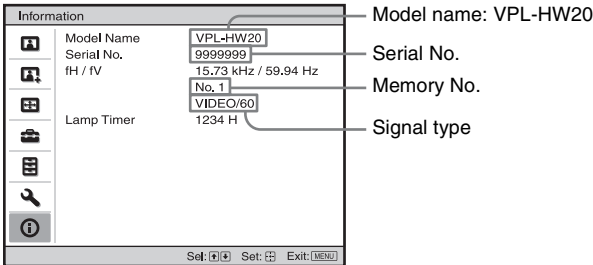 Information
Model Name VPL-HW20
Serial No. 9999999
fH / fV 15.73 kHz / 59.94 Hz
No. 1
VIDEO/60
Lamp Timer 1234 H
Sel: Set: Exit: MENU
Model name: VPL-HW20
Serial No.
Memory No.
Signal type